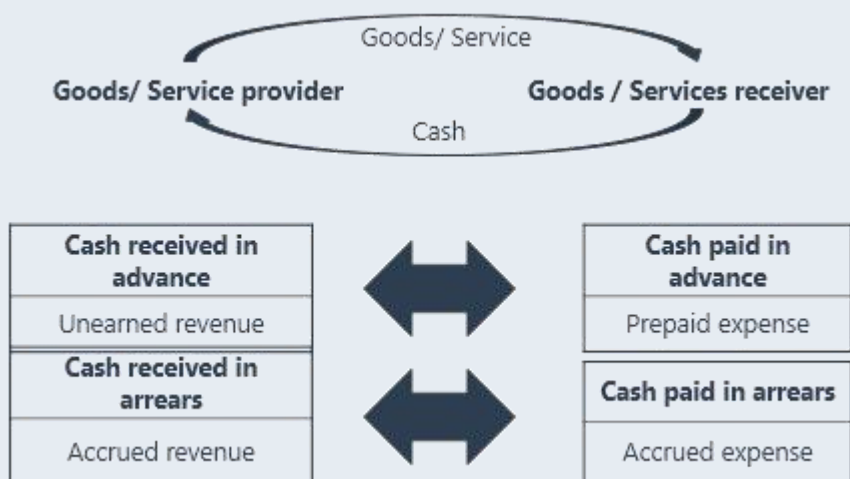 Goods/ Service
Goods/ Service provider
Goods / Services receiver
Cash
Cash received in
advance
Unearned revenue
Cash paid in
advance
Prepaid expense
Cash received in
arrears
Accrued revenue
Cash paid in arrears
Accrued expense